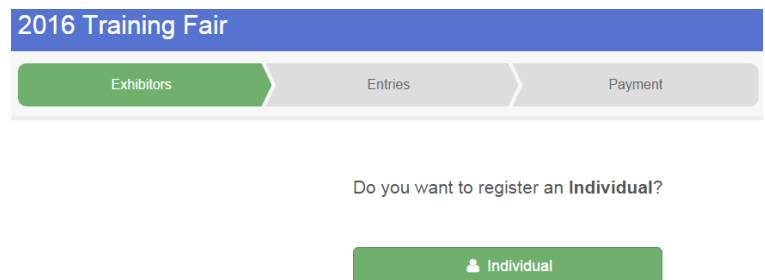 2016 Training Fair
Exhibitors Entries Payment
Do you want to register an Individual?
Individual